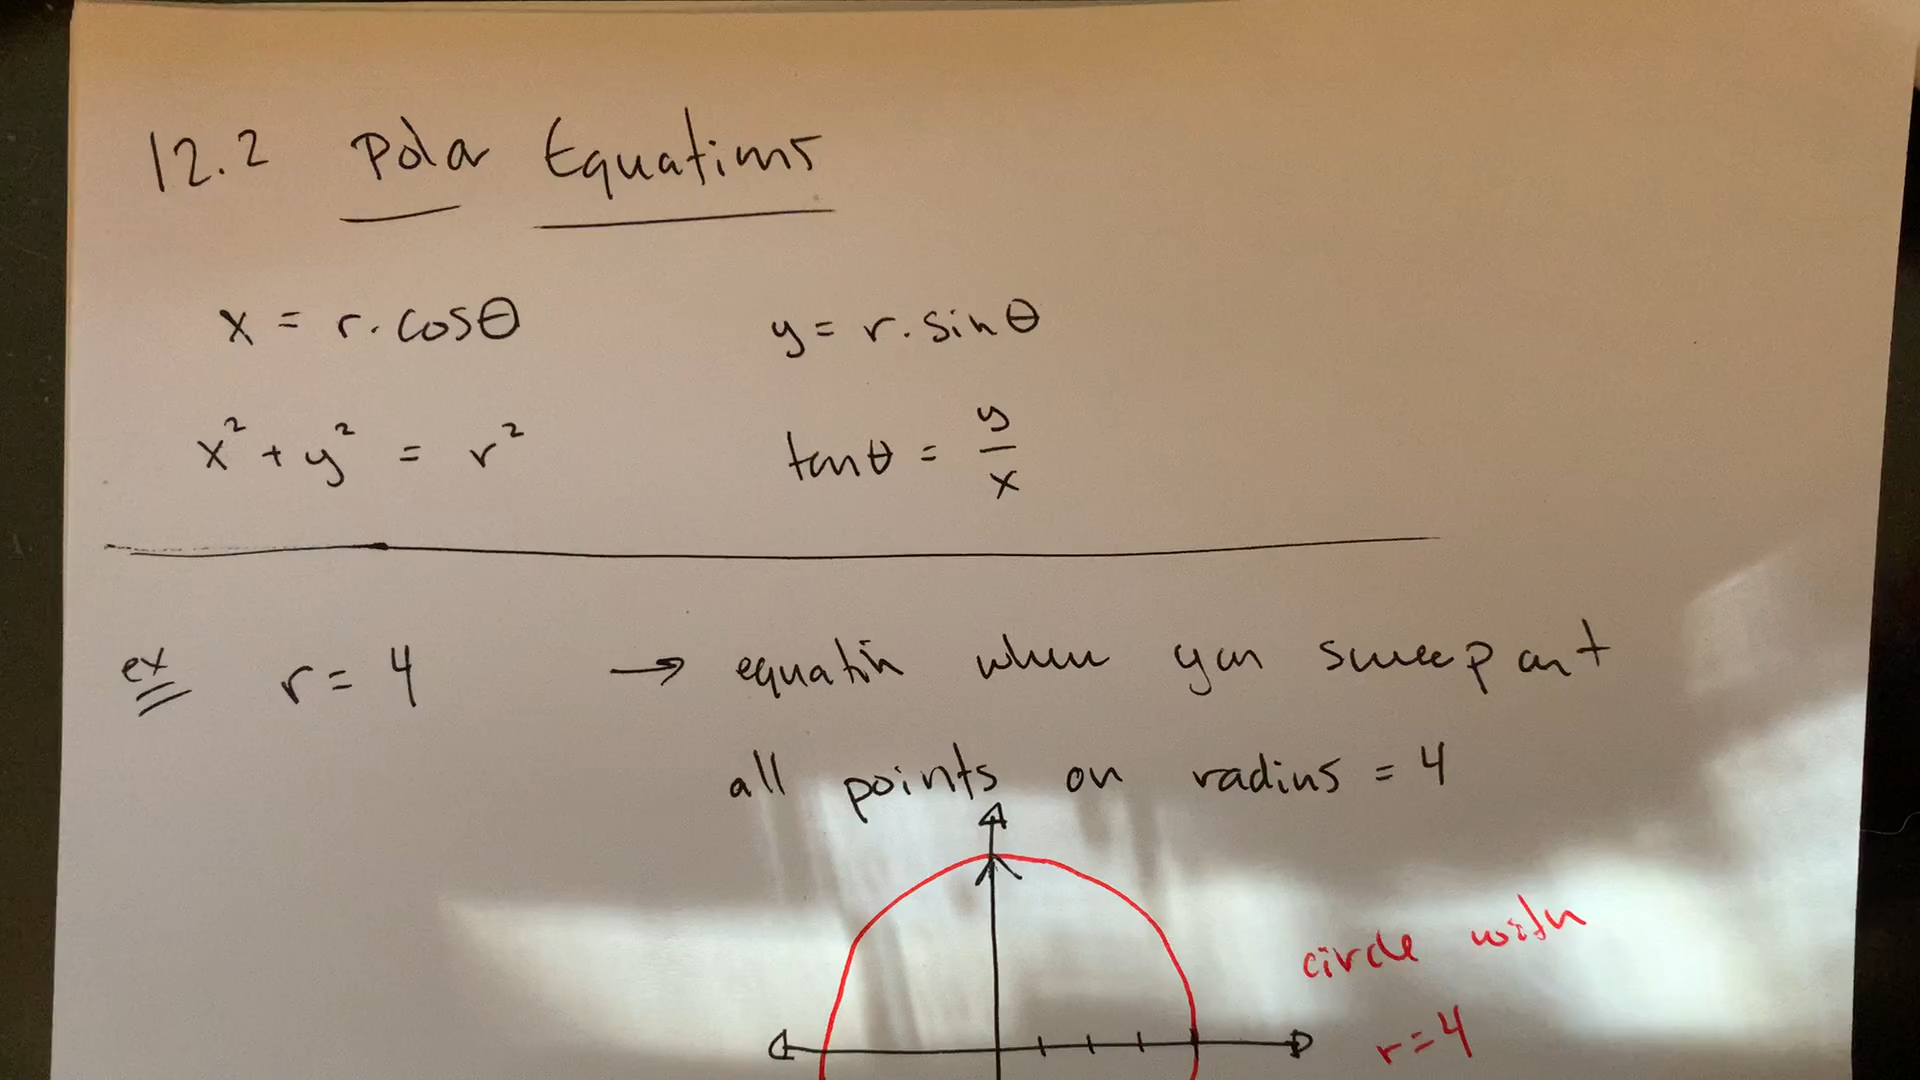 12.2 Polar Equations
x = r · cosθ    y = r · sinθ
x² + y² = r²    tanθ = y/x
ex r = 4 → equation when you sweep out
all points on radius = 4
circle with
r = 4